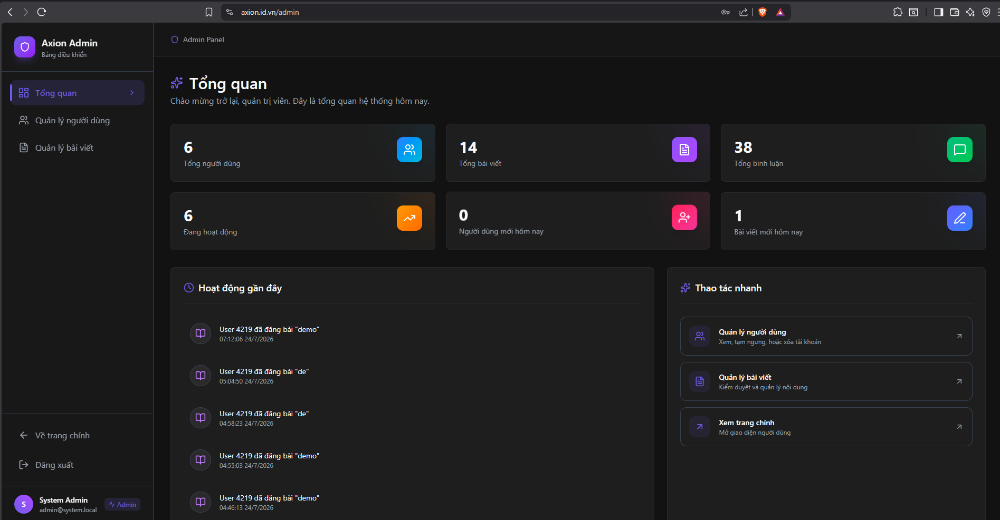 axion.id.vn/admin
Axion Admin
Bảng điều khiển
Admin Panel
Tổng quan
Quản lý người dùng
Quản lý bài viết
Tổng quan
Chào mừng trở lại, quản trị viên. Đây là tổng quan hệ thống hôm nay.
6
Tổng người dùng
14
Tổng bài viết
38
Tổng bình luận
6
Đang hoạt động
0
Người dùng mới hôm nay
1
Bài viết mới hôm nay
Hoạt động gần đây
User 4219 đã đăng bài "demo"
07:12:06 24/7/2026
User 4219 đã đăng bài "de"
05:04:50 24/7/2026
User 4219 đã đăng bài "de"
04:58:23 24/7/2026
User 4219 đã đăng bài "demo"
04:55:03 24/7/2026
User 4219 đã đăng bài "demo"
04:46:13 24/7/2026
Thao tác nhanh
Quản lý người dùng
Xem, tạm ngưng, hoặc xóa tài khoản
Quản lý bài viết
Kiểm duyệt và quản lý nội dung
Xem trang chính
Mở giao diện người dùng
Về trang chính
Đăng xuất
S
System Admin
admin@system.local
Admin